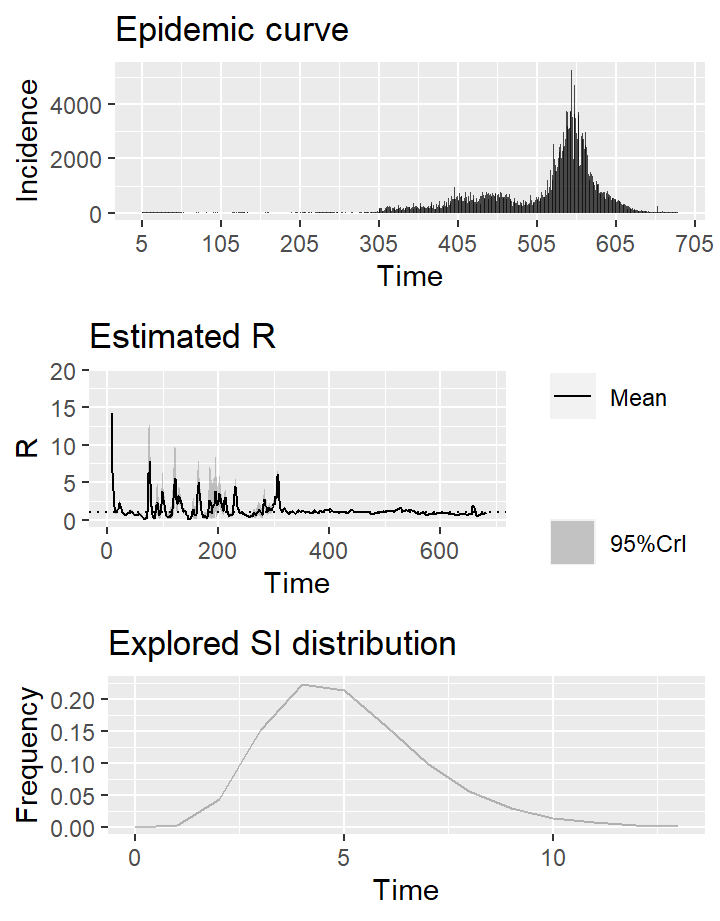 Epidemic curve
Incidence
4000
2000
0
5 105 205 305 405 505 605 705
Time
Estimated R
R
20
15
10
5
0
0 200 400 600
Time
Mean
95%CrI
Explored SI distribution
Frequency
0.20
0.15
0.10
0.05
0.00
0 5 10
Time